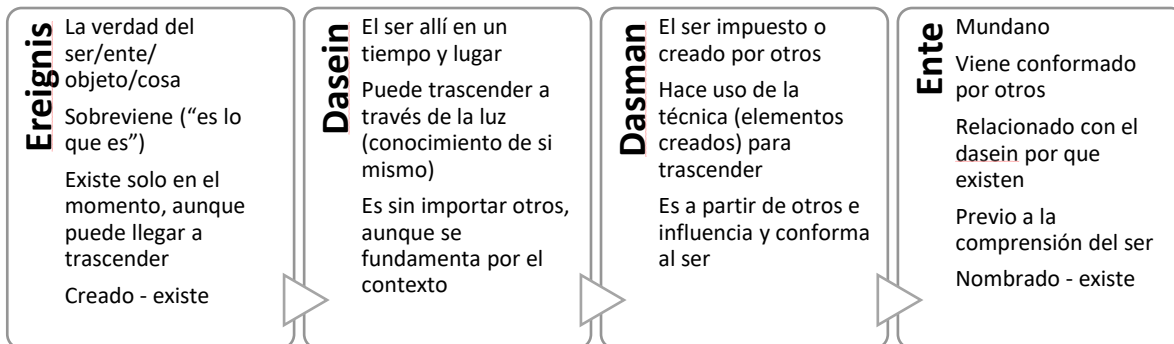 Ereignis
La verdad del
ser/ente/
objeto/cosa
Sobreviene (“es lo
que es”)
Existe solo en el
momento, aunque
puede llegar a
trascender
Creado - existe
Dasein
El ser allí en un
tiempo y lugar
Puede trascender a
través de la luz
(conocimiento de si
mismo)
Es sin importar otros,
aunque se
fundamenta por el
contexto
Dasman
El ser impuesto o
creado por otros
Hace uso de la
técnica (elementos
creados) para
trascender
Es a partir de otros e
influencia y conforma
al ser
Ente
Mundano
Viene conformado
por otros
Relacionado con el
dasein por que
existen
Previo a la
comprensión del ser
Nombrado - existe